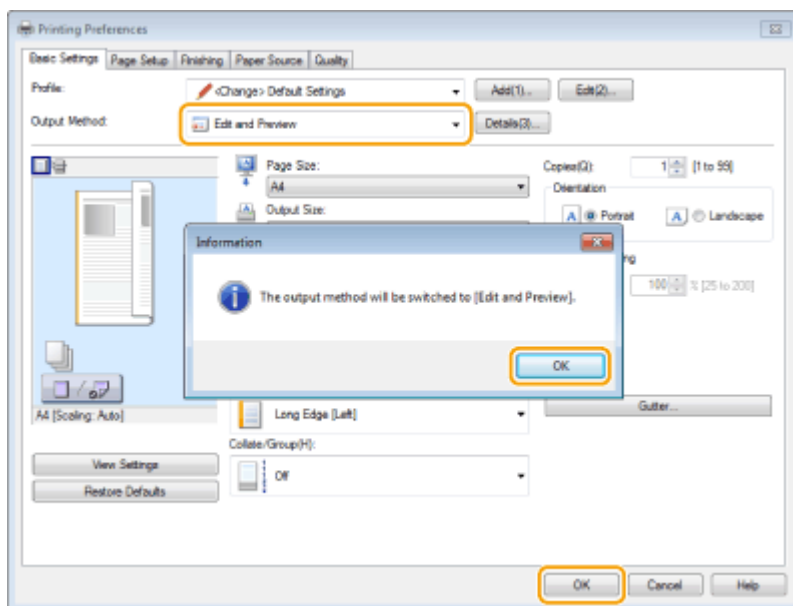 Printing Preferences
Basic Settings Page Setup Finishing Paper Source Quality
Profile: <Change> Default Settings Add(1)... Edit(2)...
Output Method: Edit and Preview Details(3)...
Page Size:
A4
Output Size:
Copies(Q): 1 [1 to 99]
Orientation
A Portrait A Landscape
ng
100 % [25 to 200]
Information
The output method will be switched to [Edit and Preview].
OK
A4 [Scaling: Auto]
Long Edge [Left]
Gutter...
Collate/Group(H):
Off
View Settings
Restore Defaults
OK Cancel Help